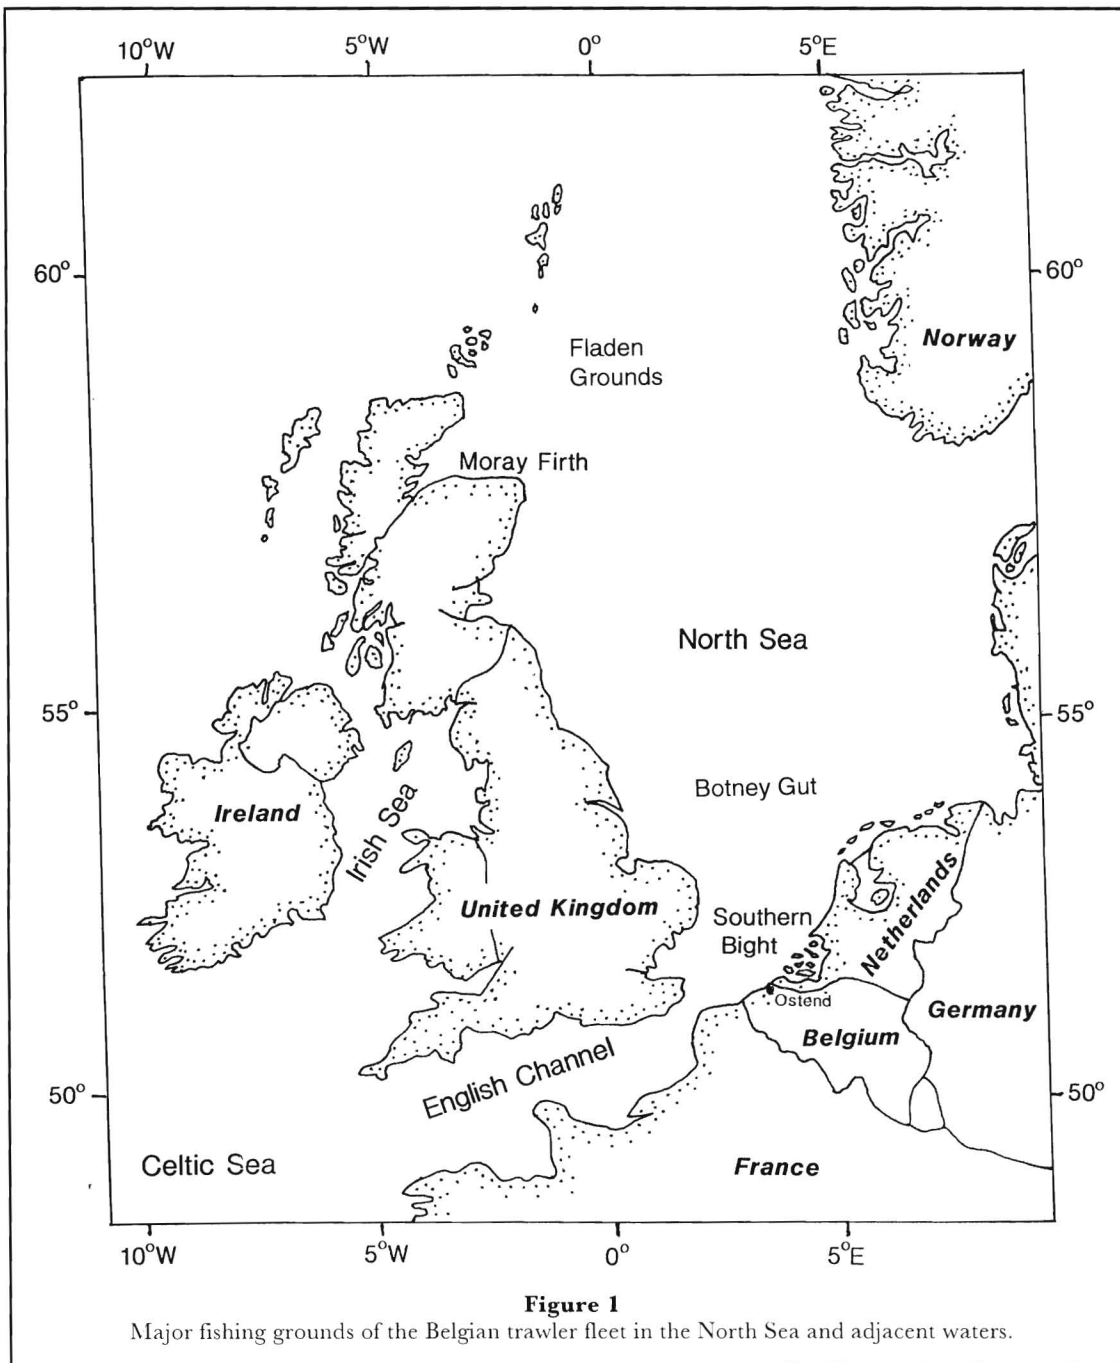 10°W 5°W 0° 5°E
60° 60°
Norway
Fladen
Grounds
Moray Firth
North Sea
55° 55°
Botney Gut
Ireland
Irish Sea
United Kingdom
Southern
Bight
Netherlands
Ostend
Germany
Belgium
English Channel
50° 50°
Celtic Sea
France
10°W 5°W 0° 5°E
Figure 1
Major fishing grounds of the Belgian trawler fleet in the North Sea and adjacent waters.